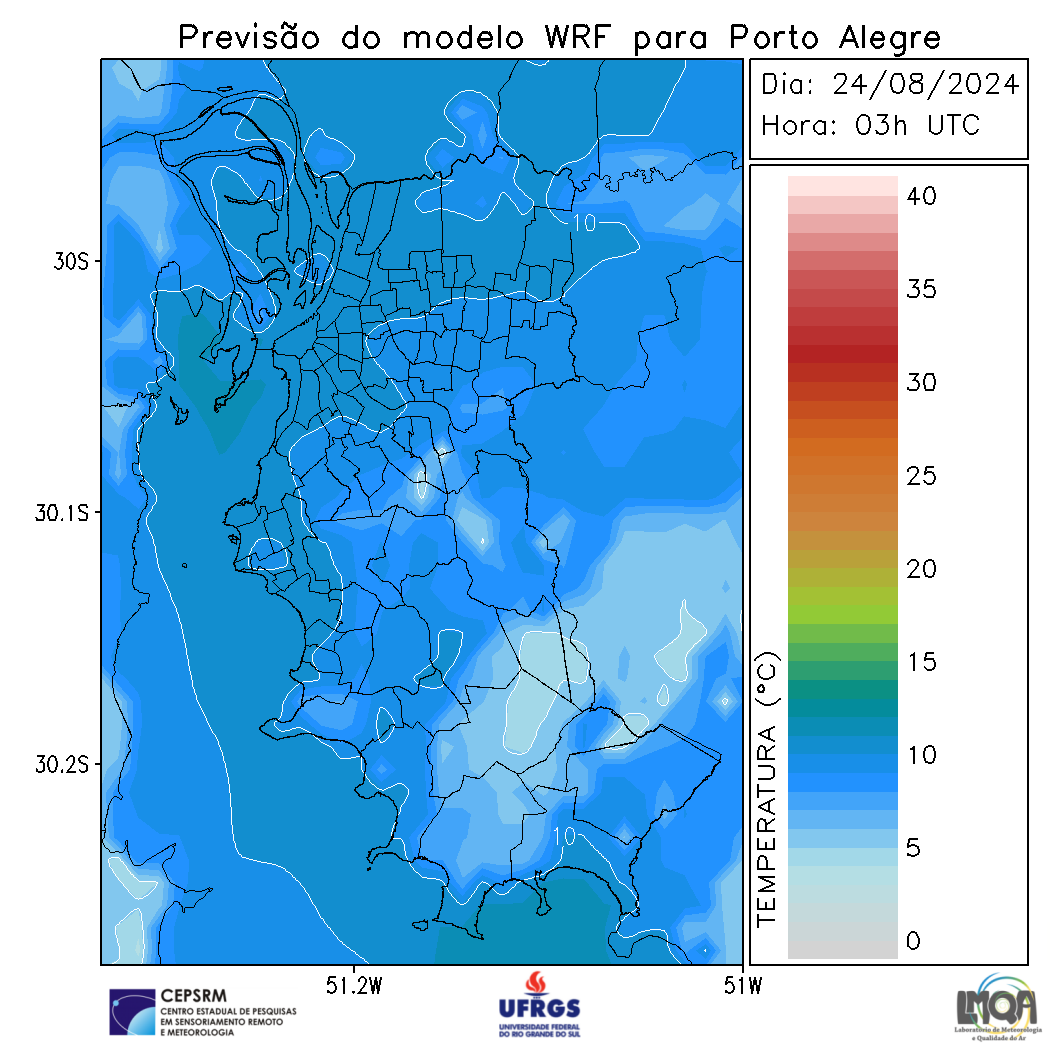 Previsão do modelo WRF para Porto Alegre
Dia: 24/08/2024
Hora: 03h UTC
40
35
30
25
20
15
10
5
0
TEMPERATURA (°C)
30S
30.1S
30.2S
51.2W
51W
10
10
CEPSRM
CENTRO ESTADUAL DE PESQUISAS
EM SENSORIAMENTO REMOTO
E METEOROLOGIA
UFRGS
UNIVERSIDADE FEDERAL
DO RIO GRANDE DO SUL
LMQA
Laboratório de Meteorologia
e Qualidade do Ar